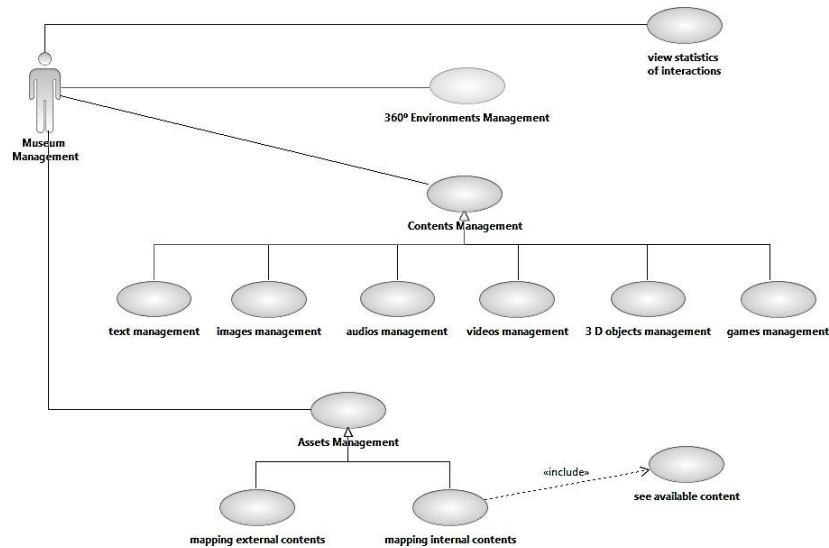 view statistics
of interactions
360º Environments Management
Museum
Management
Contents Management
text management
images management
audios management
videos management
3 D objects management
games management
Assets Management
«include»
see available content
mapping external contents
mapping internal contents